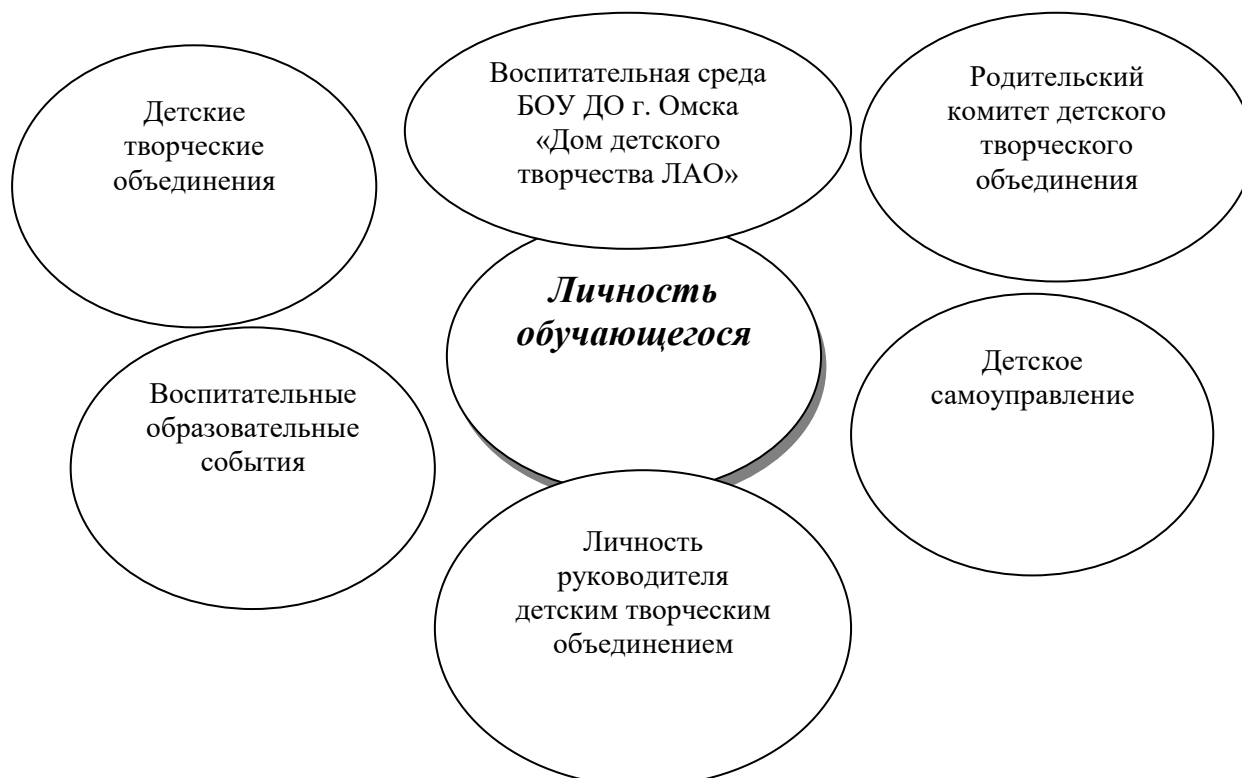 Детские
творческие
объединения
Воспитательная среда
БОУ ДО г. Омска
«Дом детского
творчества ЛАО»
Родительский
комитет детского
творческого
объединения
Личность
обучающегося
Воспитательные
образовательные
события
Детское
самоуправление
Личность
руководителя
детским творческим
объединением